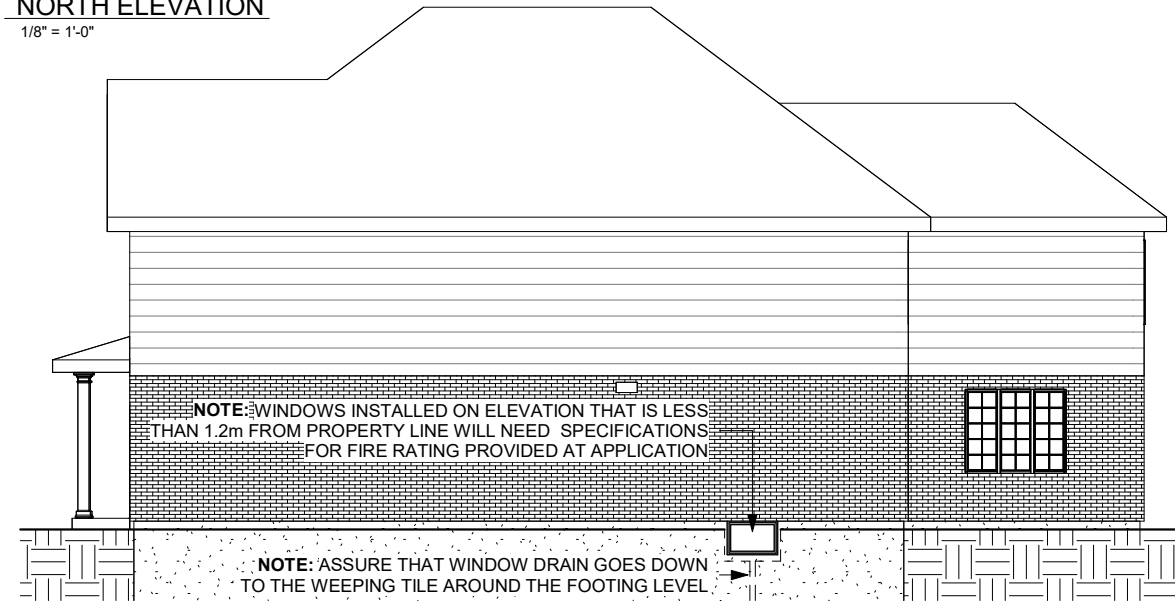 NORTH ELEVATION
1/8" = 1'-0"
NOTE: WINDOWS INSTALLED ON ELEVATION THAT IS LESS
THAN 1.2m FROM PROPERTY LINE WILL NEED SPECIFICATIONS
FOR FIRE RATING PROVIDED AT APPLICATION
NOTE: ASSURE THAT WINDOW DRAIN GOES DOWN
TO THE WEEPING TILE AROUND THE FOOTING LEVEL